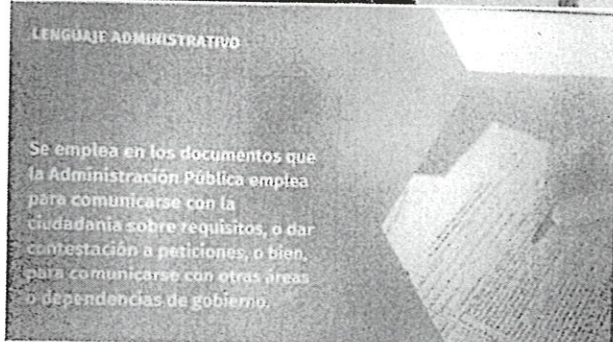 LENGUAJE ADMINISTRATIVO
Se emplea en los documentos que
la Administración Pública emplea
para comunicarse con la
ciudadanía sobre requisitos, o dar
contestación a peticiones, o bien,
para comunicarse con otras áreas
o dependencias de gobierno.